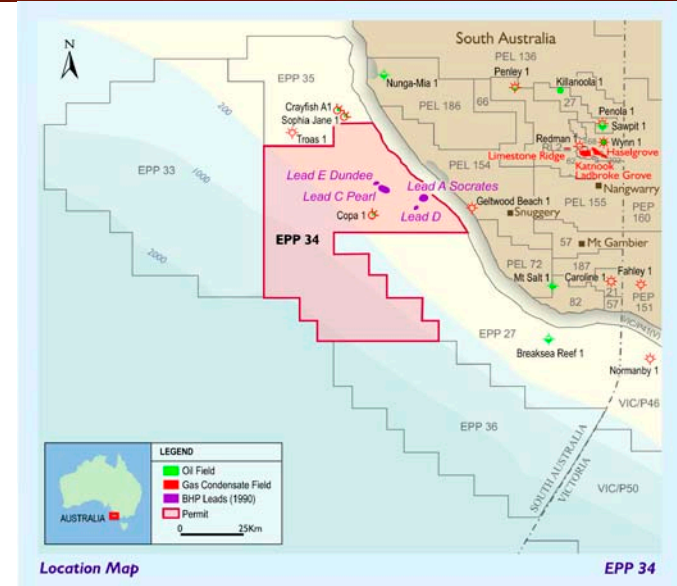 South Australia
N
PEL 136
EPP 35
Nunga-Mia 1
Penley 1
Killanoola 1
66
27
PEL 186
Crayfish A1
Sophia Jane 1
Troas 1
Penola 1
Sawpit 1
Redman 1
Wynn 1
Haselgrove
Limestone Ridge
Katnook
Ladbroke Grove
200
EPP 33
1000
2000
PEL 154
Nangwarry
Lead E Dundee
Lead A Socrates
Lead C Pearl
Lead D
Copa 1
Geltwood Beach 1
Snuggery
PEL 155
PEP
160
EPP 34
57
Mt Gambier
PEL 72
187
Mt Salt 1
Caroline 1
Fahley 1
21
82
57
PEP
151
VIC/P41(V)
EPP 27
Breaksea Reef 1
Normanby 1
VIC/P46
EPP 36
SOUTH AUSTRALIA
VICTORIA
VIC/P50
LEGEND
Oil Field
Gas Condensate Field
BHP Leads (1990)
Permit
0 25Km
AUSTRALIA
Location Map
EPP 34